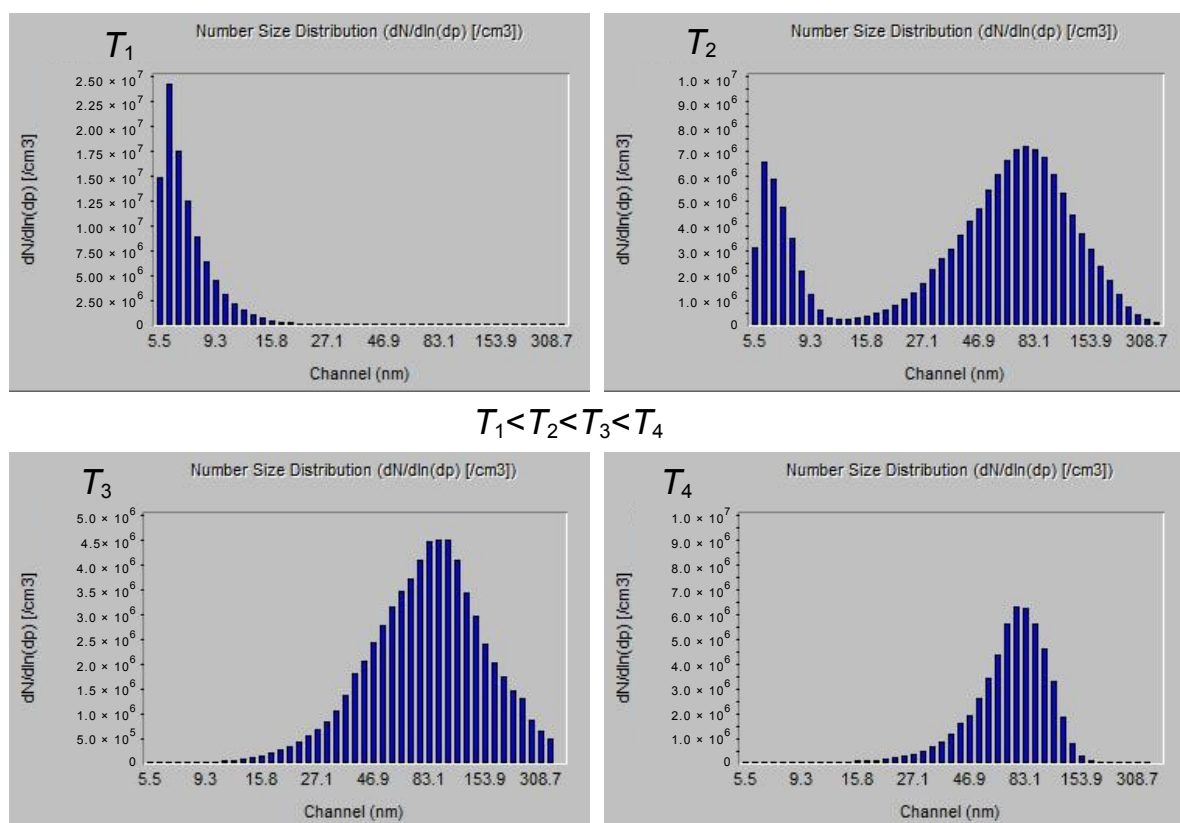 T1
Number Size Distribution (dN/dln(dp) [/cm3])
dN/dln(dp) [/cm3]
2.50 × 10^7
2.25 × 10^7
2.00 × 10^7
1.75 × 10^7
1.50 × 10^7
1.25 × 10^7
1.00 × 10^7
7.50 × 10^6
5.00 × 10^6
2.50 × 10^6
0
5.5 9.3 15.8 27.1 46.9 83.1 153.9 308.7
Channel (nm)
T2
Number Size Distribution (dN/dln(dp) [/cm3])
dN/dln(dp) [/cm3]
1.0 × 10^7
9.0 × 10^6
8.0 × 10^6
7.0 × 10^6
6.0 × 10^6
5.0 × 10^6
4.0 × 10^6
3.0 × 10^6
2.0 × 10^6
1.0 × 10^6
0
5.5 9.3 15.8 27.1 46.9 83.1 153.9 308.7
Channel (nm)
T1<T2<T3<T4
T3
Number Size Distribution (dN/dln(dp) [/cm3])
dN/dln(dp) [/cm3]
5.0 × 10^6
4.5× 10^6
4.0 × 10^6
3.5 × 10^6
3.0 × 10^6
2.5 × 10^6
2.0 × 10^6
1.5 × 10^6
1.0 × 10^6
5.0 × 10^5
0
5.5 9.3 15.8 27.1 46.9 83.1 153.9 308.7
Channel (nm)
T4
Number Size Distribution (dN/dln(dp) [/cm3])
dN/dln(dp) [/cm3]
1.0 × 10^7
9.0 × 10^6
8.0 × 10^6
7.0 × 10^6
6.0 × 10^6
5.0 × 10^6
4.0 × 10^6
3.0 × 10^6
2.0 × 10^6
1.0 × 10^6
0
5.5 9.3 15.8 27.1 46.9 83.1 153.9 308.7
Channel (nm)